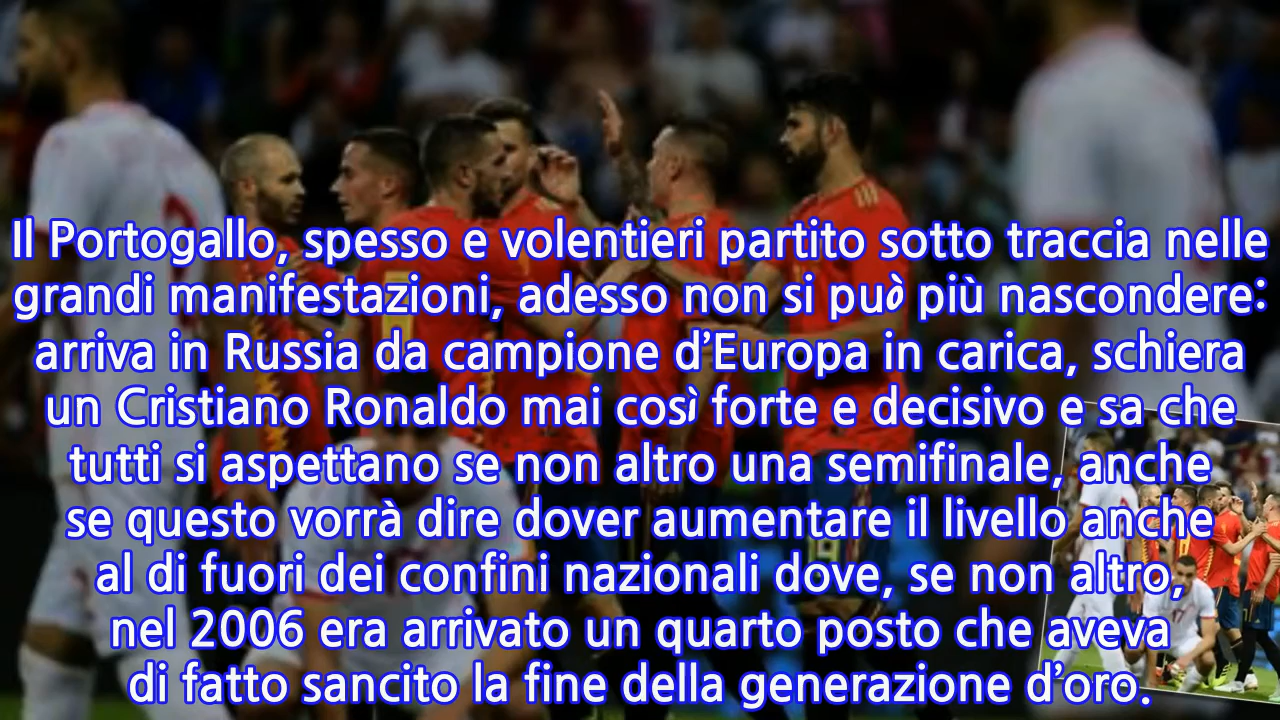 Il Portogallo, spesso e volentieri partito sotto traccia nelle
grandi manifestazioni, adesso non si può più nascondere:
arriva in Russia da campione d’Europa in carica, schiera
un Cristiano Ronaldo mai così forte e decisivo e sa che
tutti si aspettano se non altro una semifinale, anche
se questo vorrà dire dover aumentare il livello anche
al di fuori dei confini nazionali dove, se non altro,
nel 2006 era arrivato un quarto posto che aveva
di fatto sancito la fine della generazione d’oro.